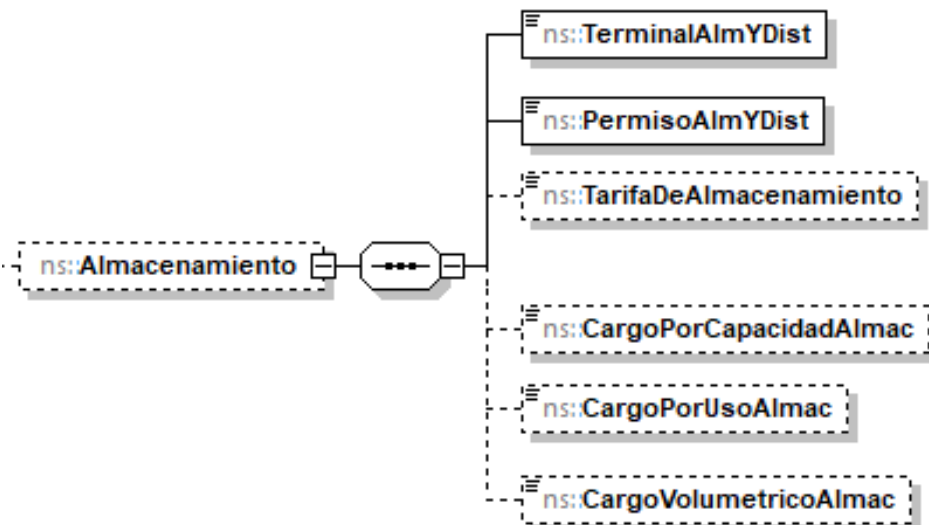 ns::TerminalAlmYDist
ns::PermisoAlmYDist
ns::TarifaDeAlmacenamiento
ns::Almacenamiento
ns::CargoPorCapacidadAlmac
ns::CargoPorUsoAlmac
ns::CargoVolumetricoAlmac